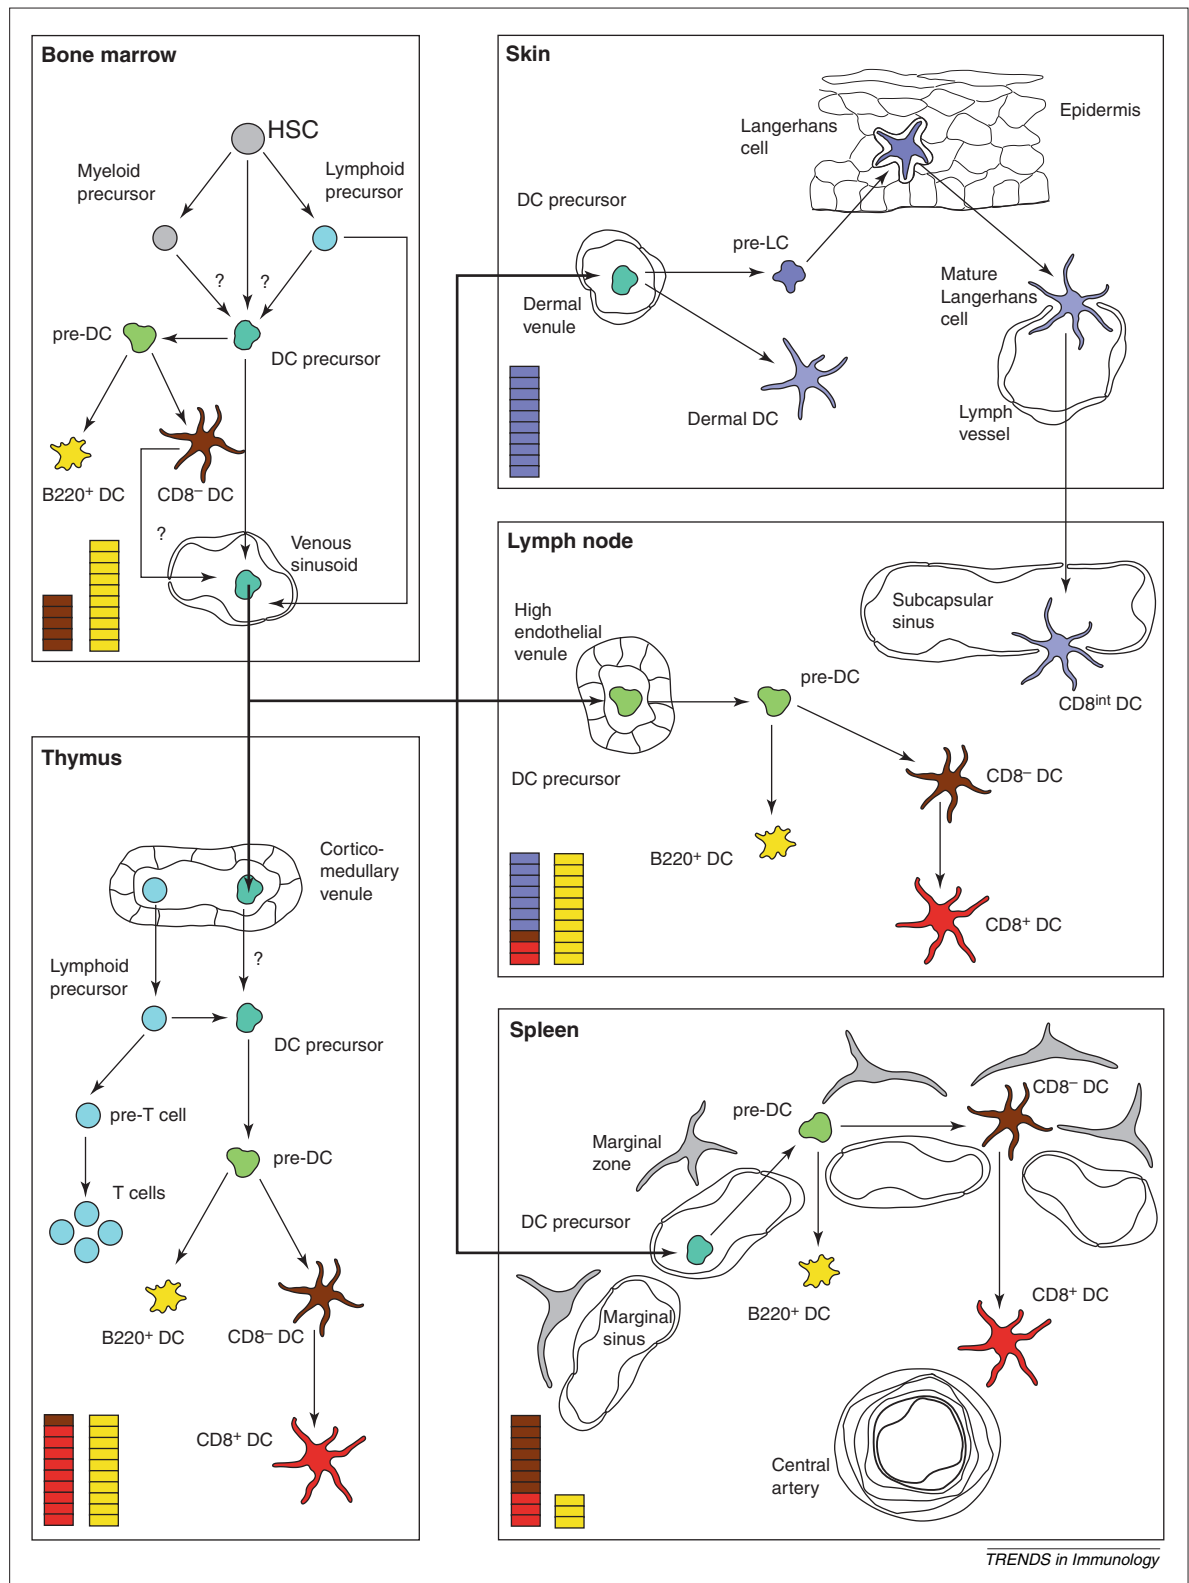 Bone marrow
HSC
Myeloid
precursor
Lymphoid
precursor
?
?
pre-DC
DC precursor
B220+ DC
CD8– DC
?
Venous
sinusoid
Thymus
Cortico-
medullary
venule
?
Lymphoid
precursor
DC precursor
pre-T cell
pre-DC
T cells
B220+ DC
CD8– DC
CD8+ DC
Skin
Epidermis
Langerhans
cell
DC precursor
pre-LC
Dermal
venule
Mature
Langerhans
cell
Dermal DC
Lymph
vessel
Lymph node
High
endothelial
venule
Subcapsular
sinus
pre-DC
CD8int DC
DC precursor
CD8– DC
B220+ DC
CD8+ DC
Spleen
CD8– DC
pre-DC
Marginal
zone
DC precursor
B220+ DC
CD8+ DC
Marginal
sinus
Central
artery
TRENDS in Immunology